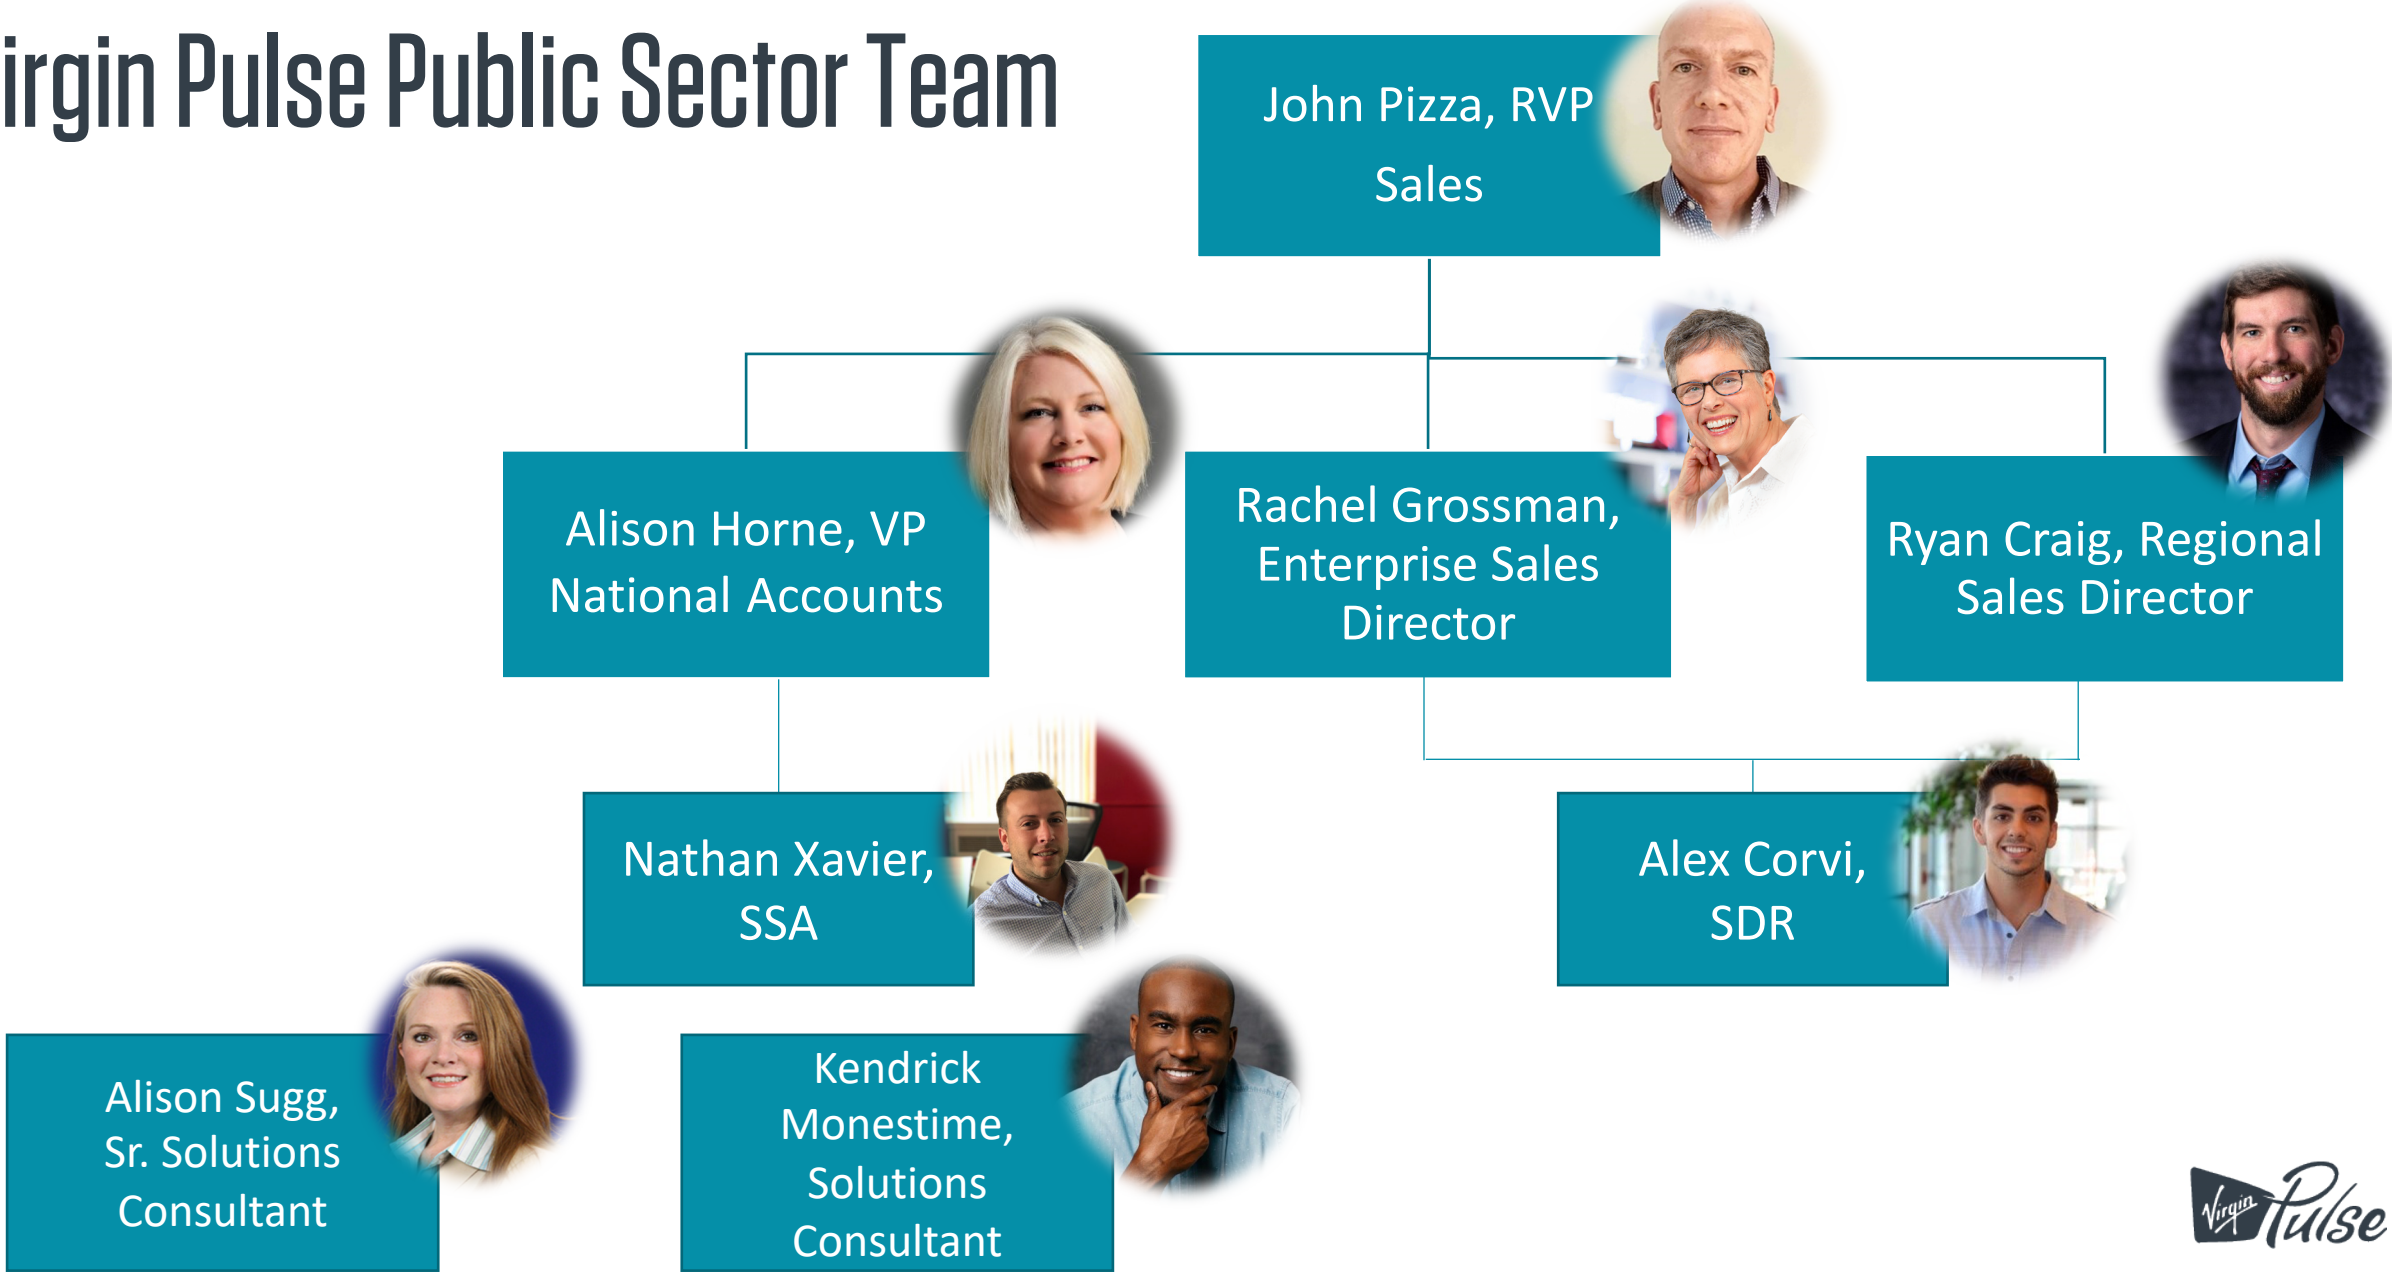 irgin Pulse Public Sector Team
John Pizza, RVP
Sales
Alison Horne, VP
National Accounts
Rachel Grossman,
Enterprise Sales
Director
Ryan Craig, Regional
Sales Director
Nathan Xavier,
SSA
Alex Corvi,
SDR
Alison Sugg,
Sr. Solutions
Consultant
Kendrick
Monestime,
Solutions
Consultant
Virgin Pulse